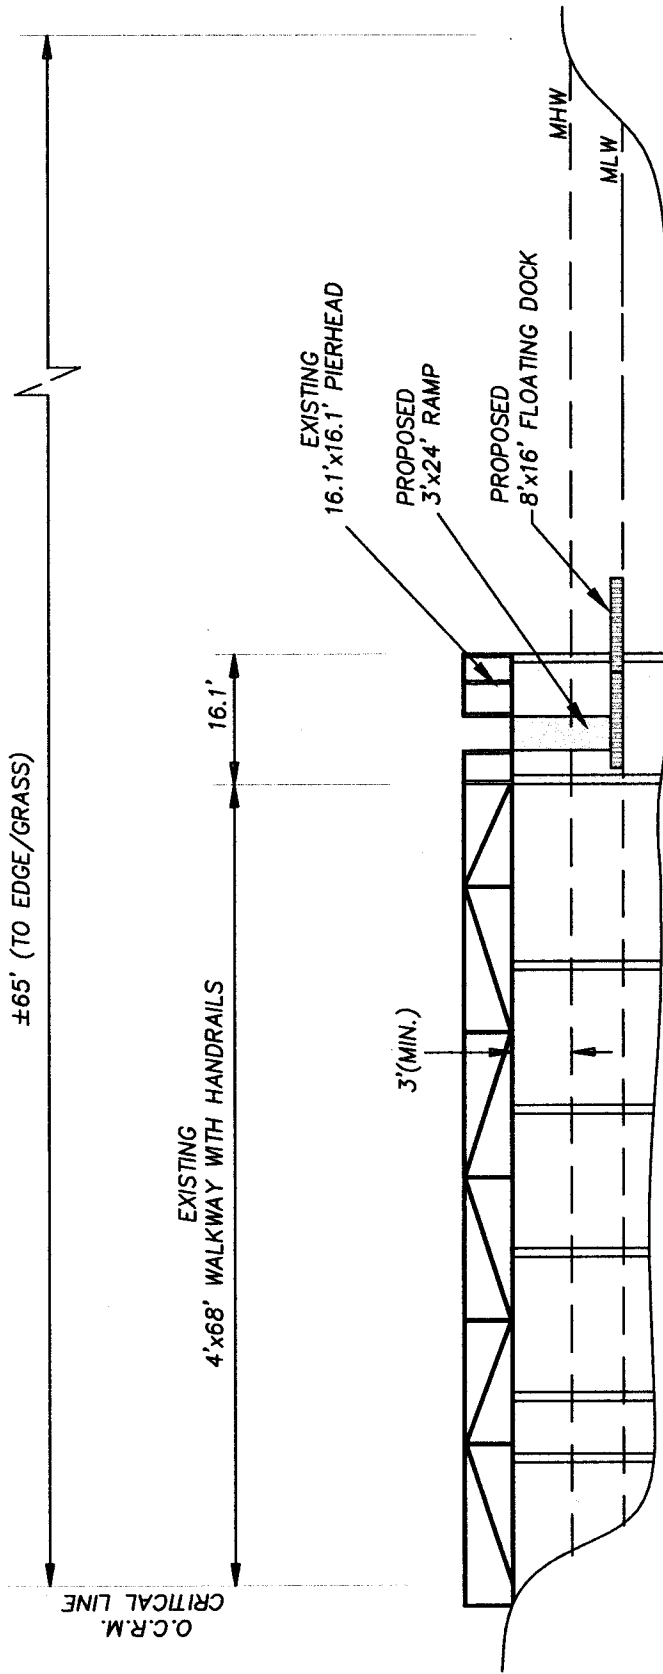 ±65' (TO EDGE/GRASS)
O.C.R.M.
CRITICAL LINE
EXISTING
4'x68' WALKWAY WITH HANDRAILS
16.1'
EXISTING
16.1'x16.1' PIERHEAD
PROPOSED
3'x24' RAMP
PROPOSED
8'x16' FLOATING DOCK
3'(MIN.)
MHW
MLW